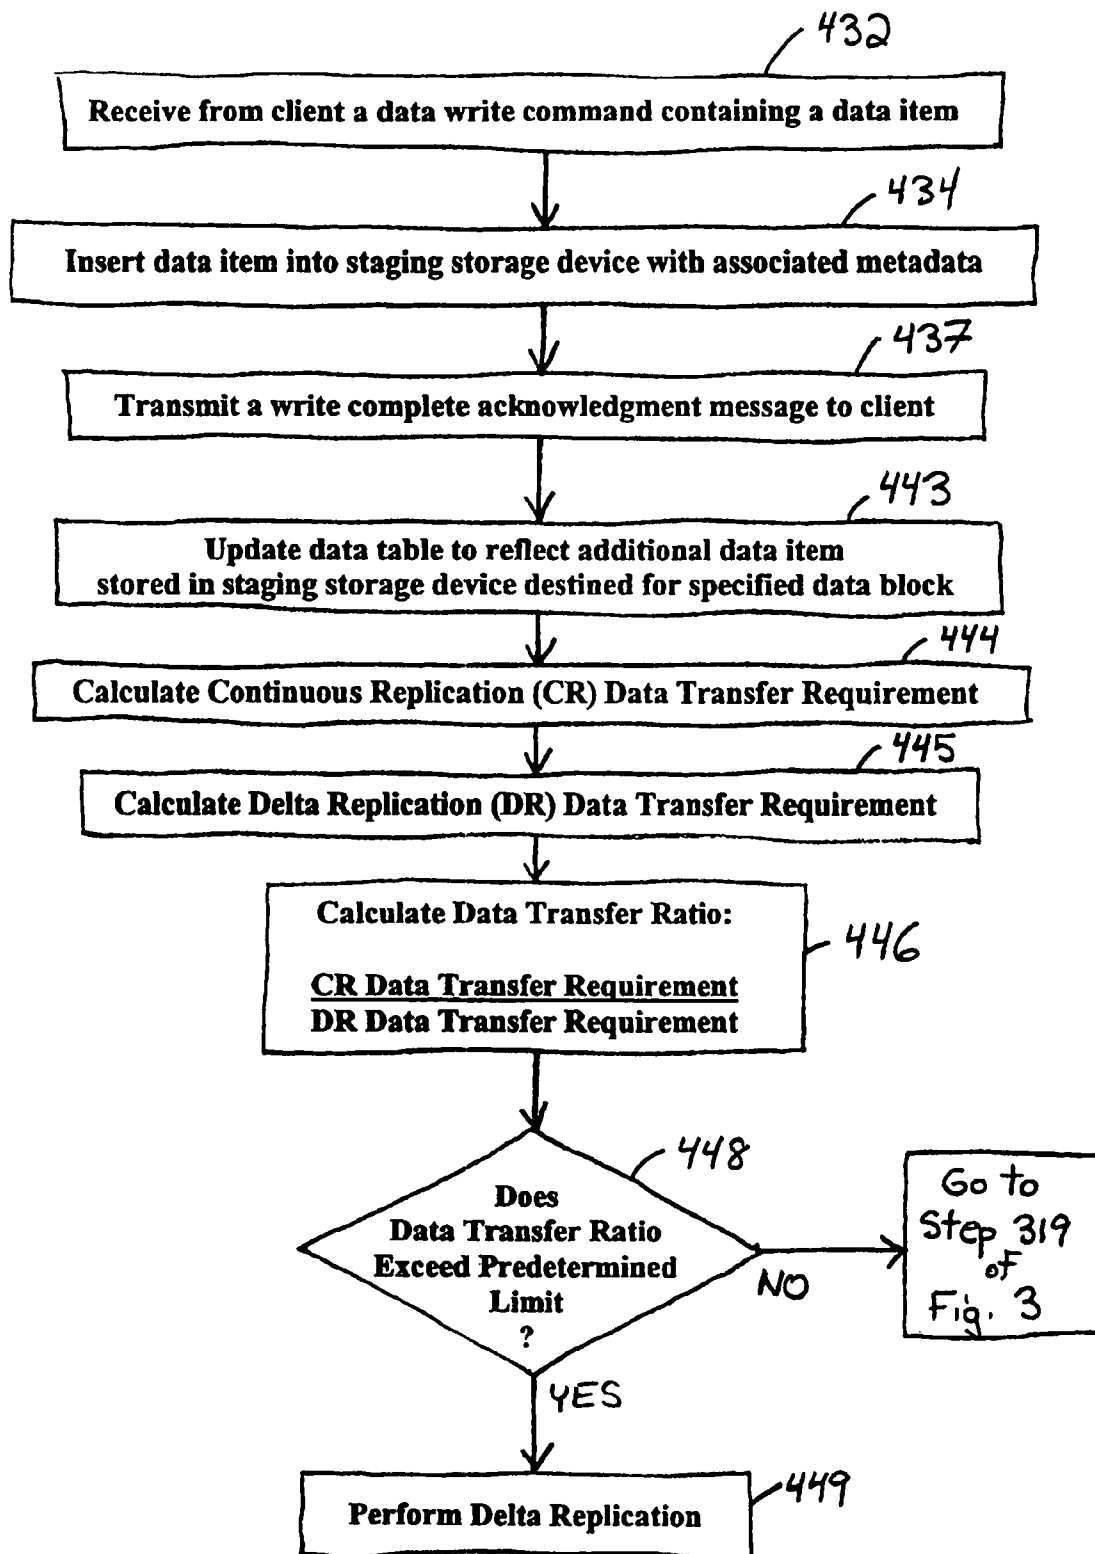 432
Receive from client a data write command containing a data item
434
Insert data item into staging storage device with associated metadata
437
Transmit a write complete acknowledgment message to client
443
Update data table to reflect additional data item
stored in staging storage device destined for specified data block
444
Calculate Continuous Replication (CR) Data Transfer Requirement
445
Calculate Delta Replication (DR) Data Transfer Requirement
Calculate Data Transfer Ratio:
446
CR Data Transfer Requirement
DR Data Transfer Requirement
448
Does
Data Transfer Ratio
Exceed Predetermined
Limit
?
NO
Go to
Step 319
of
Fig. 3
YES
449
Perform Delta Replication